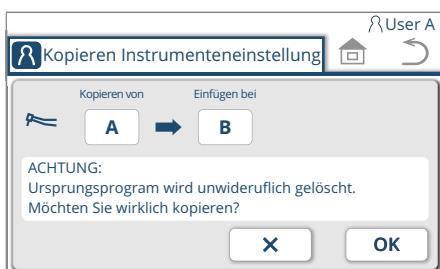 User A
Kopieren Instrumenteneinstellung
Kopieren von Einfügen bei
A B
ACHTUNG:
Ursprungsprogram wird unwideruflich gelöscht.
Möchten Sie wirklich kopieren?
OK